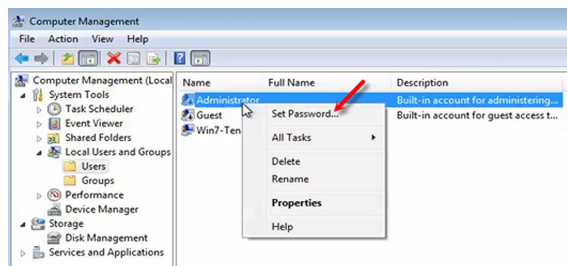 Computer Management
File Action View Help
Computer Management (Local
System Tools
Task Scheduler
Event Viewer
Shared Folders
Local Users and Groups
Users
Groups
Performance
Device Manager
Storage
Disk Management
Services and Applications
Name Full Name Description
Administrator Built-in account for administering...
Guest Built-in account for guest access t...
Win7-Ten
Set Password...
All Tasks
Delete
Rename
Properties
Help